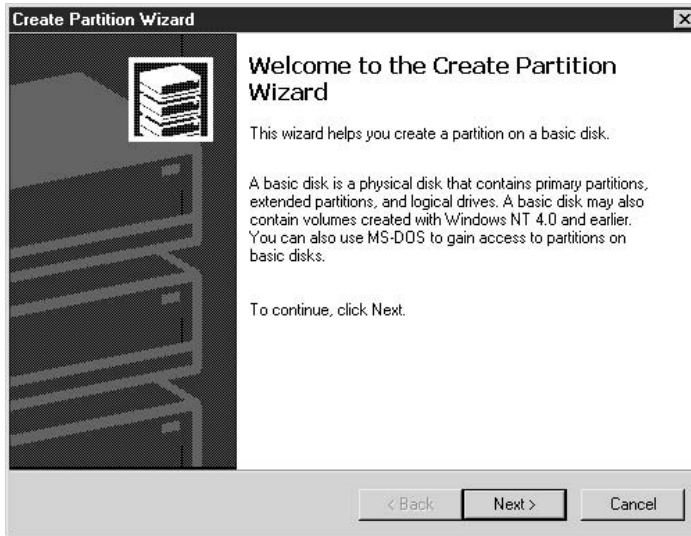 Create Partition Wizard
Welcome to the Create Partition
Wizard
This wizard helps you create a partition on a basic disk.
A basic disk is a physical disk that contains primary partitions,
extended partitions, and logical drives. A basic disk may also
contain volumes created with Windows NT 4.0 and earlier.
You can also use MS-DOS to gain access to partitions on
basic disks.
To continue, click Next.
< Back
Next >
Cancel